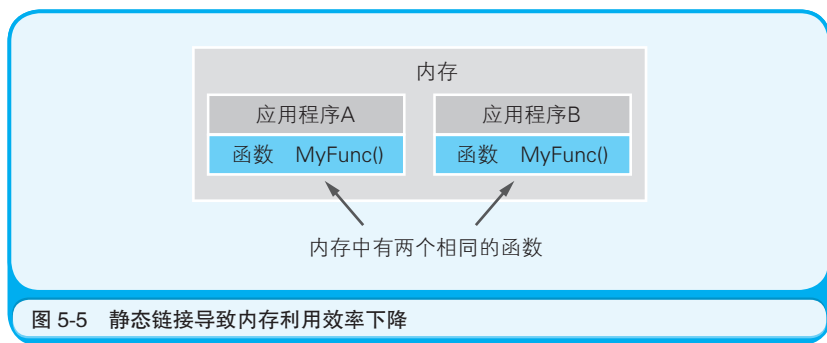 内存
应用程序A 应用程序B
函数 MyFunc() 函数 MyFunc()
内存中有两个相同的函数
图 5-5 静态链接导致内存利用效率下降